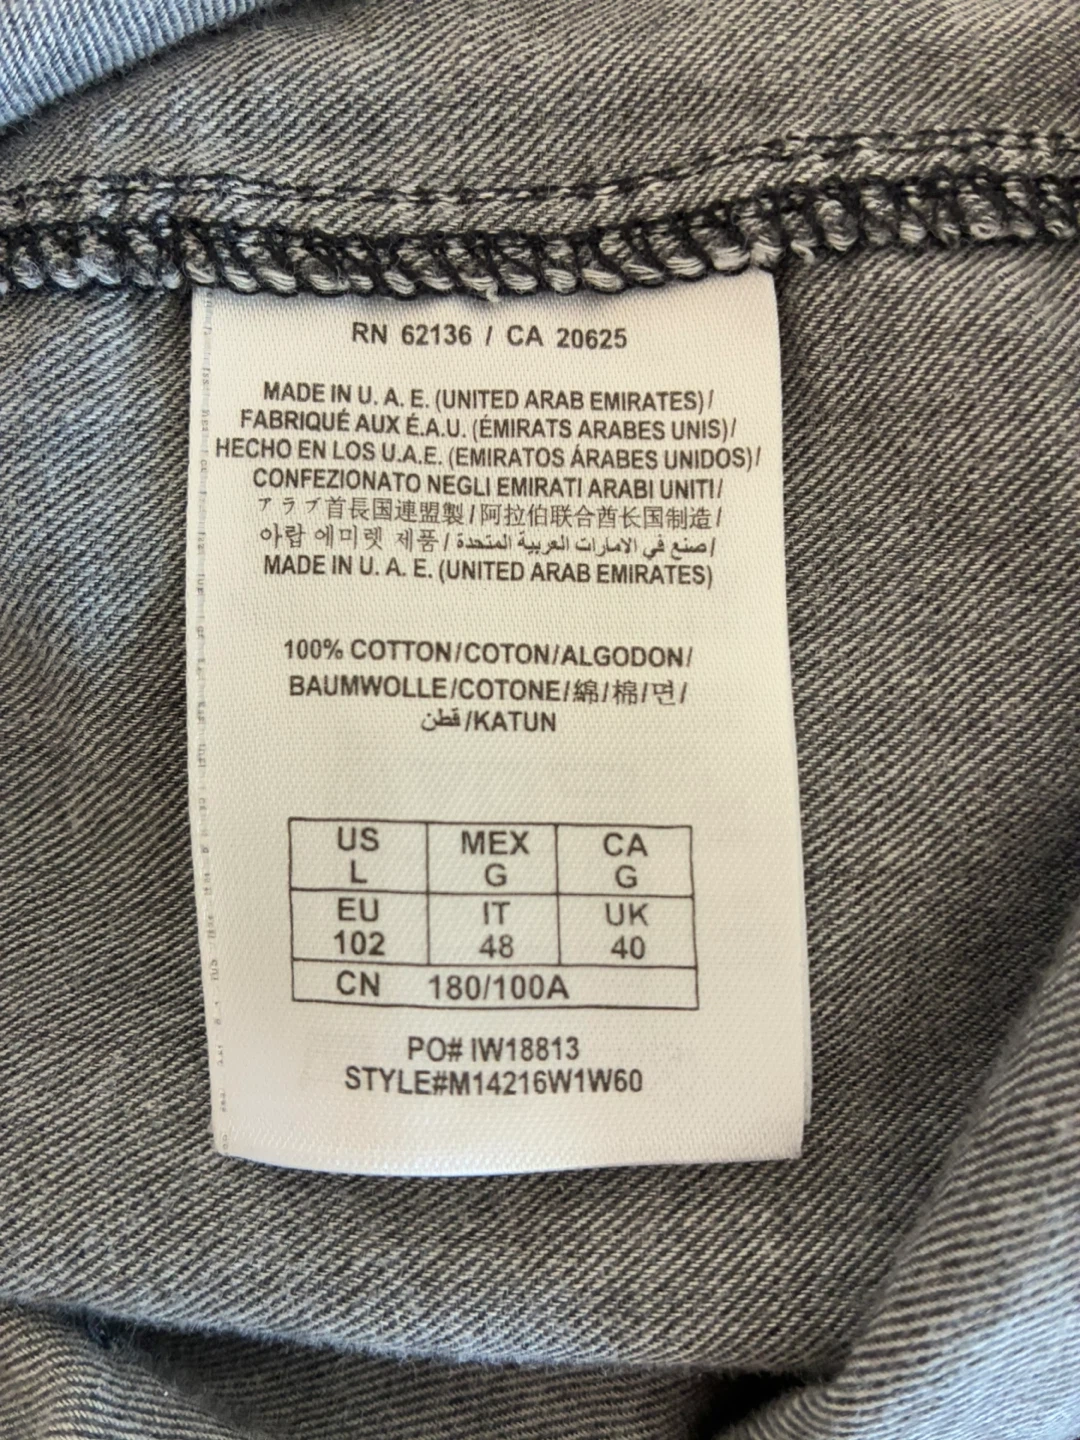 RN 62136 / CA 20625
MADE IN U. A. E. (UNITED ARAB EMIRATES)/
FABRIQUÉ AUX É.A.U. (ÉMIRATS ARABES UNIS)/
HECHO EN LOS U.A.E. (EMIRATOS ÁRABES UNIDOS)/
CONFEZIONATO NEGLI EMIRATI ARABI UNITI/
アラブ首長国連盟製/阿拉伯联合酋长国制造/
아랍 에미렛 제품/صنع في الامارات العربية المتحدة/
MADE IN U. A. E. (UNITED ARAB EMIRATES)
100% COTTON/COTON/ALGODON/
BAUMWOLLE/COTONE/綿/棉/면/
قطن/KATUN
US MEX CA
L G G
EU IT UK
102 48 40
CN 180/100A
PO# IW18813
STYLE#M14216W1W60